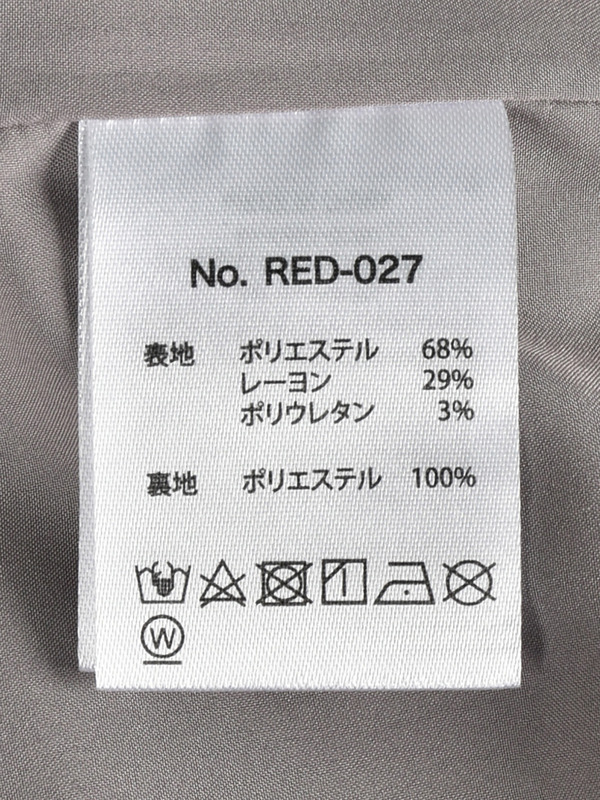 No. RED-027
表地 ポリエステル 68%
レーヨン 29%
ポリウレタン 3%
裏地 ポリエステル 100%
W